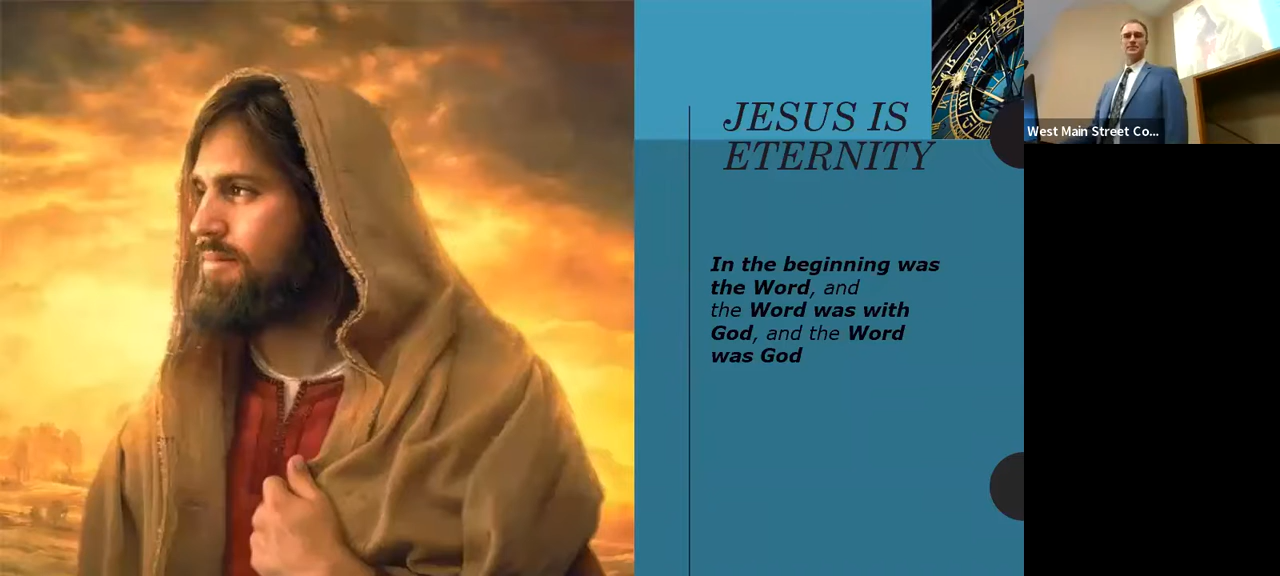 JESUS IS
ETERNITY
In the beginning was
the Word, and
the Word was with
God, and the Word
was God
West Main Street Co...